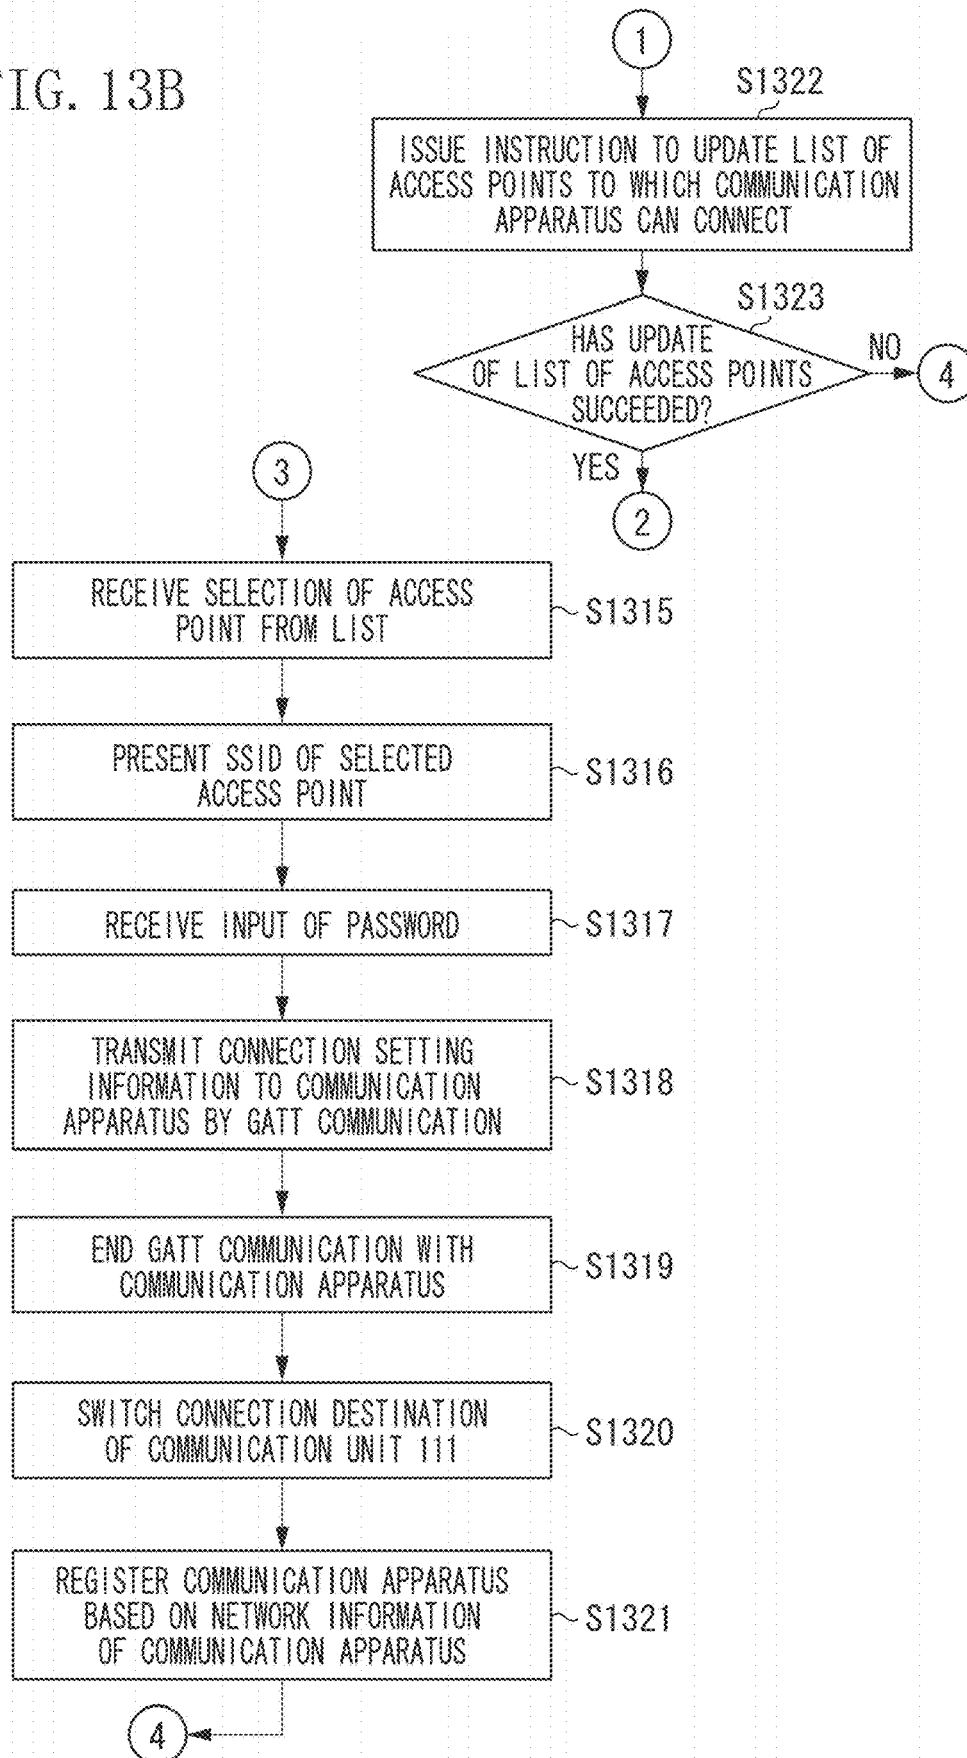 FIG. 13B
1
S1322
ISSUE INSTRUCTION TO UPDATE LIST OF
ACCESS POINTS TO WHICH COMMUNICATION
APPARATUS CAN CONNECT
S1323
HAS UPDATE
OF LIST OF ACCESS POINTS
SUCCEEDED?
NO
4
YES
2
3
RECEIVE SELECTION OF ACCESS
POINT FROM LIST
S1315
PRESENT SSID OF SELECTED
ACCESS POINT
S1316
RECEIVE INPUT OF PASSWORD
S1317
TRANSMIT CONNECTION SETTING
INFORMATION TO COMMUNICATION
APPARATUS BY GATT COMMUNICATION
S1318
END GATT COMMUNICATION WITH
COMMUNICATION APPARATUS
S1319
SWITCH CONNECTION DESTINATION
OF COMMUNICATION UNIT 111
S1320
REGISTER COMMUNICATION APPARATUS
BASED ON NETWORK INFORMATION
OF COMMUNICATION APPARATUS
S1321
4